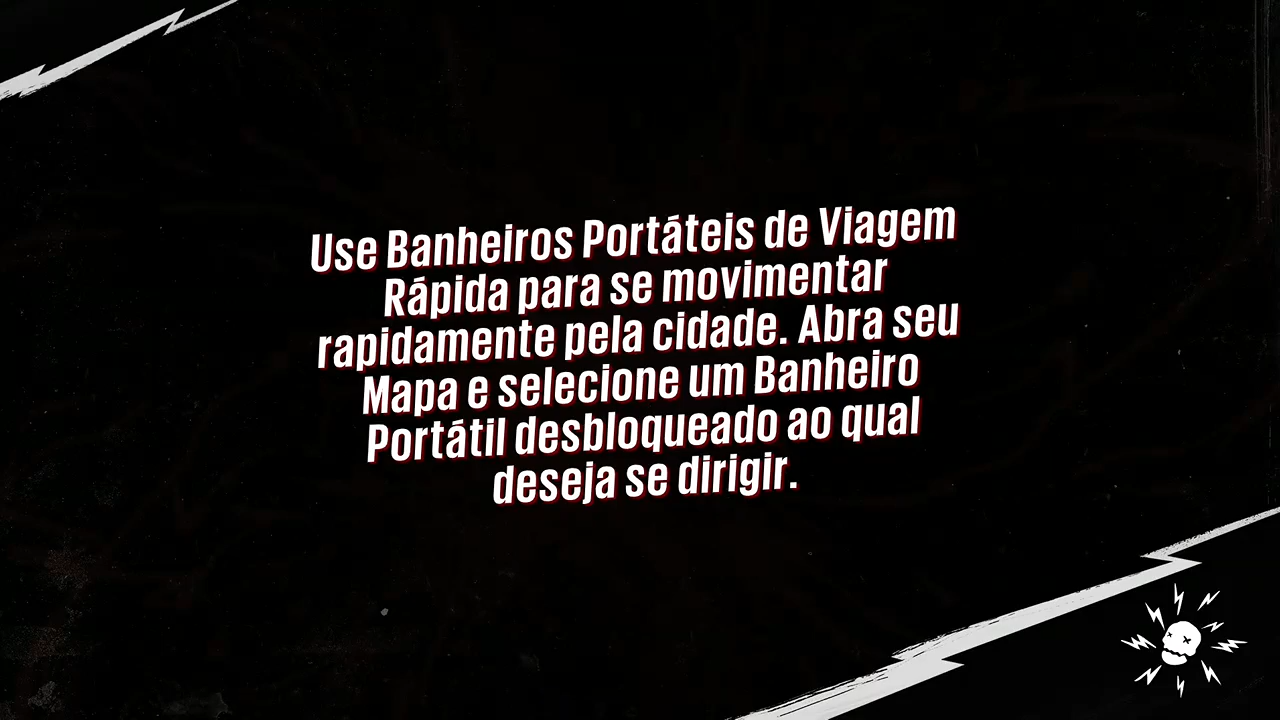 Use Banheiros Portáteis de Viagem
Rápida para se movimentar
rapidamente pela cidade. Abra seu
Mapa e selecione um Banheiro
Portátil desbloqueado ao qual
deseja se dirigir.